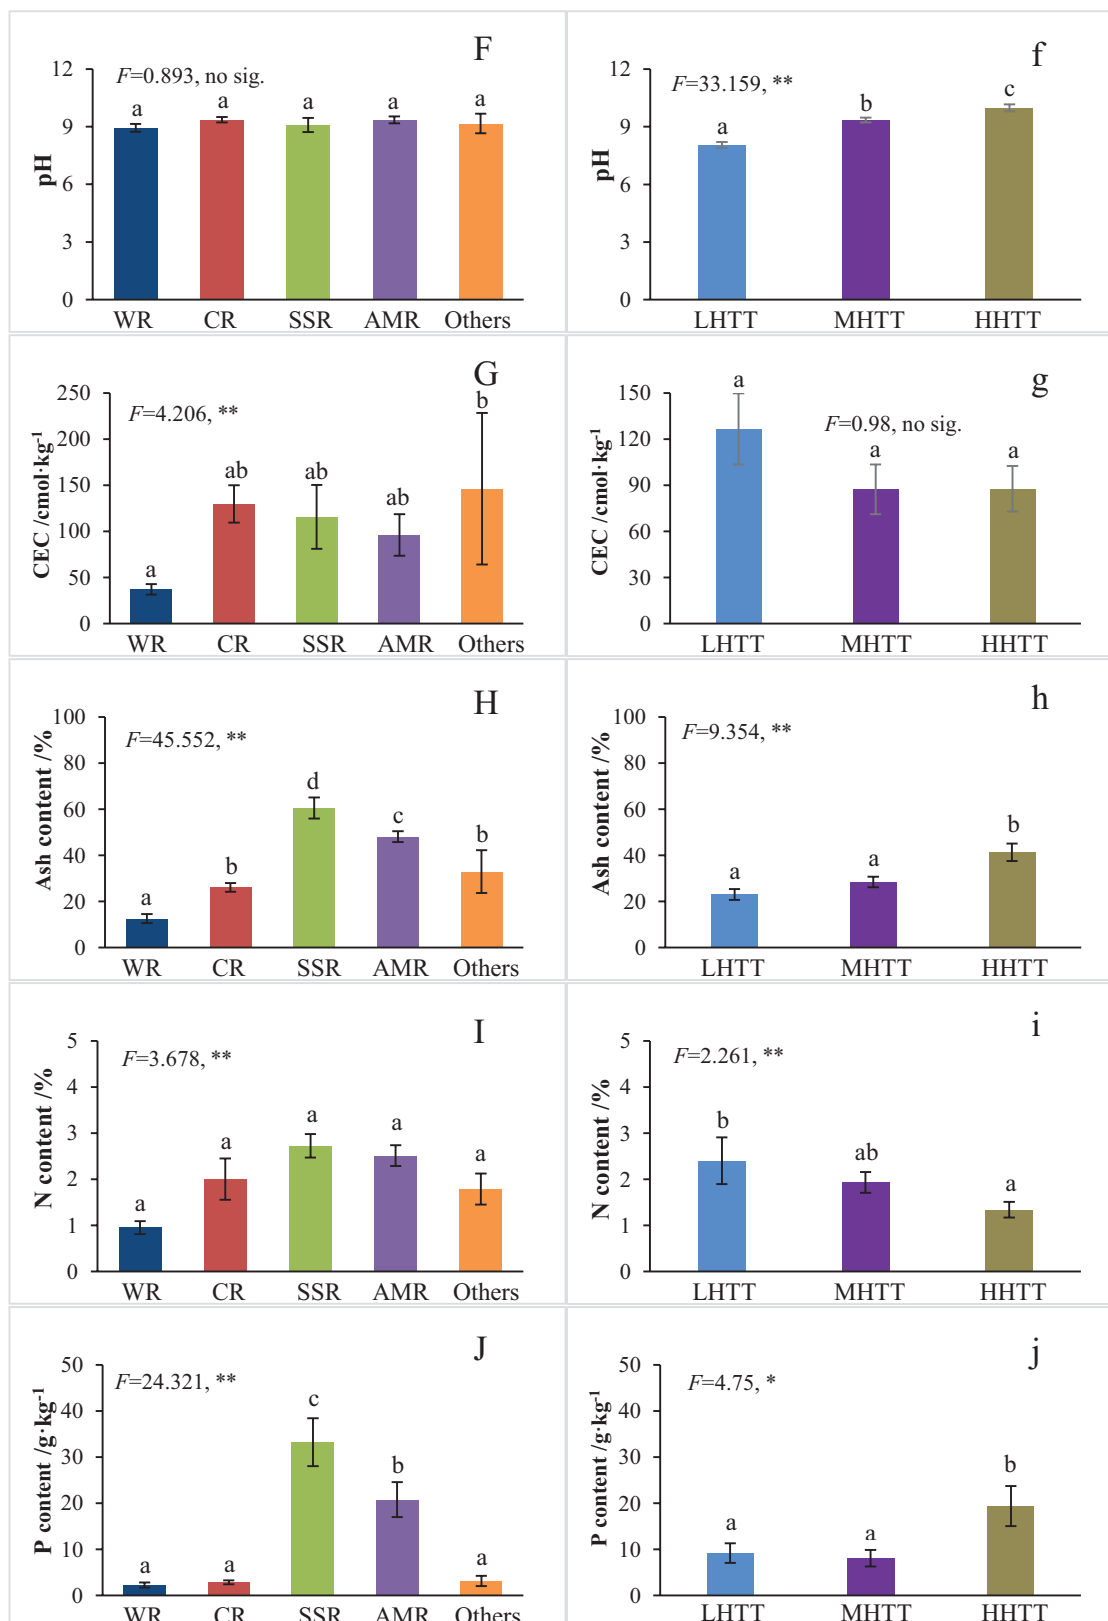 F
F=0.893, no sig.
12
9
6
3
0
pH
a a a a a
WR CR SSR AMR Others
f
F=33.159, **
12
9
6
3
0
pH
a b c
LHTT MHTT HHTT
G
F=4.206, **
250
200
150
100
50
0
CEC /cmol·kg⁻¹
a ab ab ab b
WR CR SSR AMR Others
g
F=0.98, no sig.
150
120
90
60
30
0
CEC /cmol·kg⁻¹
a a a
LHTT MHTT HHTT
H
F=45.552, **
100
80
60
40
20
0
Ash content /%
a b d c b
WR CR SSR AMR Others
h
F=9.354, **
100
80
60
40
20
0
Ash content /%
a a b
LHTT MHTT HHTT
I
F=3.678, **
5
4
3
2
1
0
N content /%
a a a a a
WR CR SSR AMR Others
i
F=2.261, **
5
4
3
2
1
0
N content /%
b ab a
LHTT MHTT HHTT
J
F=24.321, **
50
40
30
20
10
0
P content /g·kg⁻¹
a a c b a
WR CR SSR AMR Others
j
F=4.75, *
50
40
30
20
10
0
P content /g·kg⁻¹
a a b
LHTT MHTT HHTT